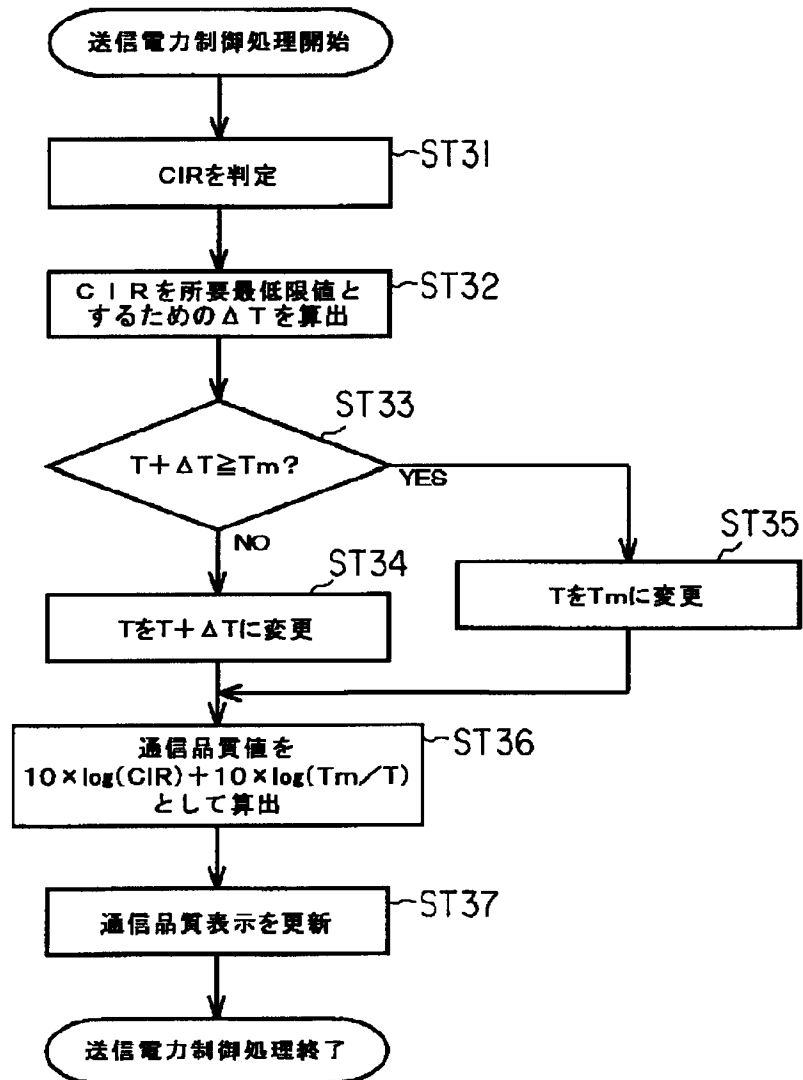 送信電力制御処理開始
ST31
CIRを判定
ST32
CIRを所要最低限値と
するためのΔTを算出
ST33
T+ΔT≧Tm?
YES
NO
ST34
TをT+ΔTに変更
ST35
TをTmに変更
ST36
通信品質値を
10×log(CIR)+10×log(Tm/T)
として算出
ST37
通信品質表示を更新
送信電力制御処理終了